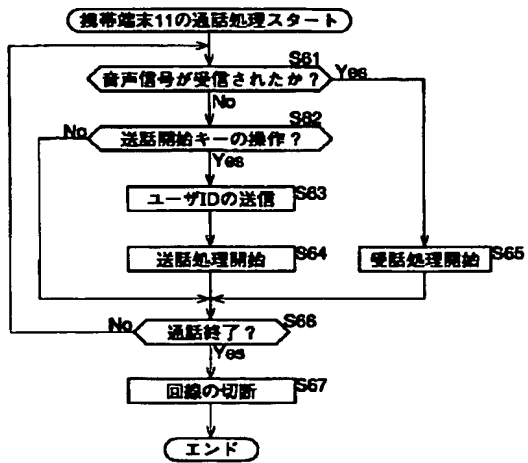 携帯端末11の通話処理スタート
S61
音声信号が受信されたか？
Yes
No
S62
送話開始キーの操作？
No
Yes
S63
ユーザIDの送信
S64
送話処理開始
S65
受話処理開始
S66
通話終了？
No
Yes
S67
回線の切断
エンド